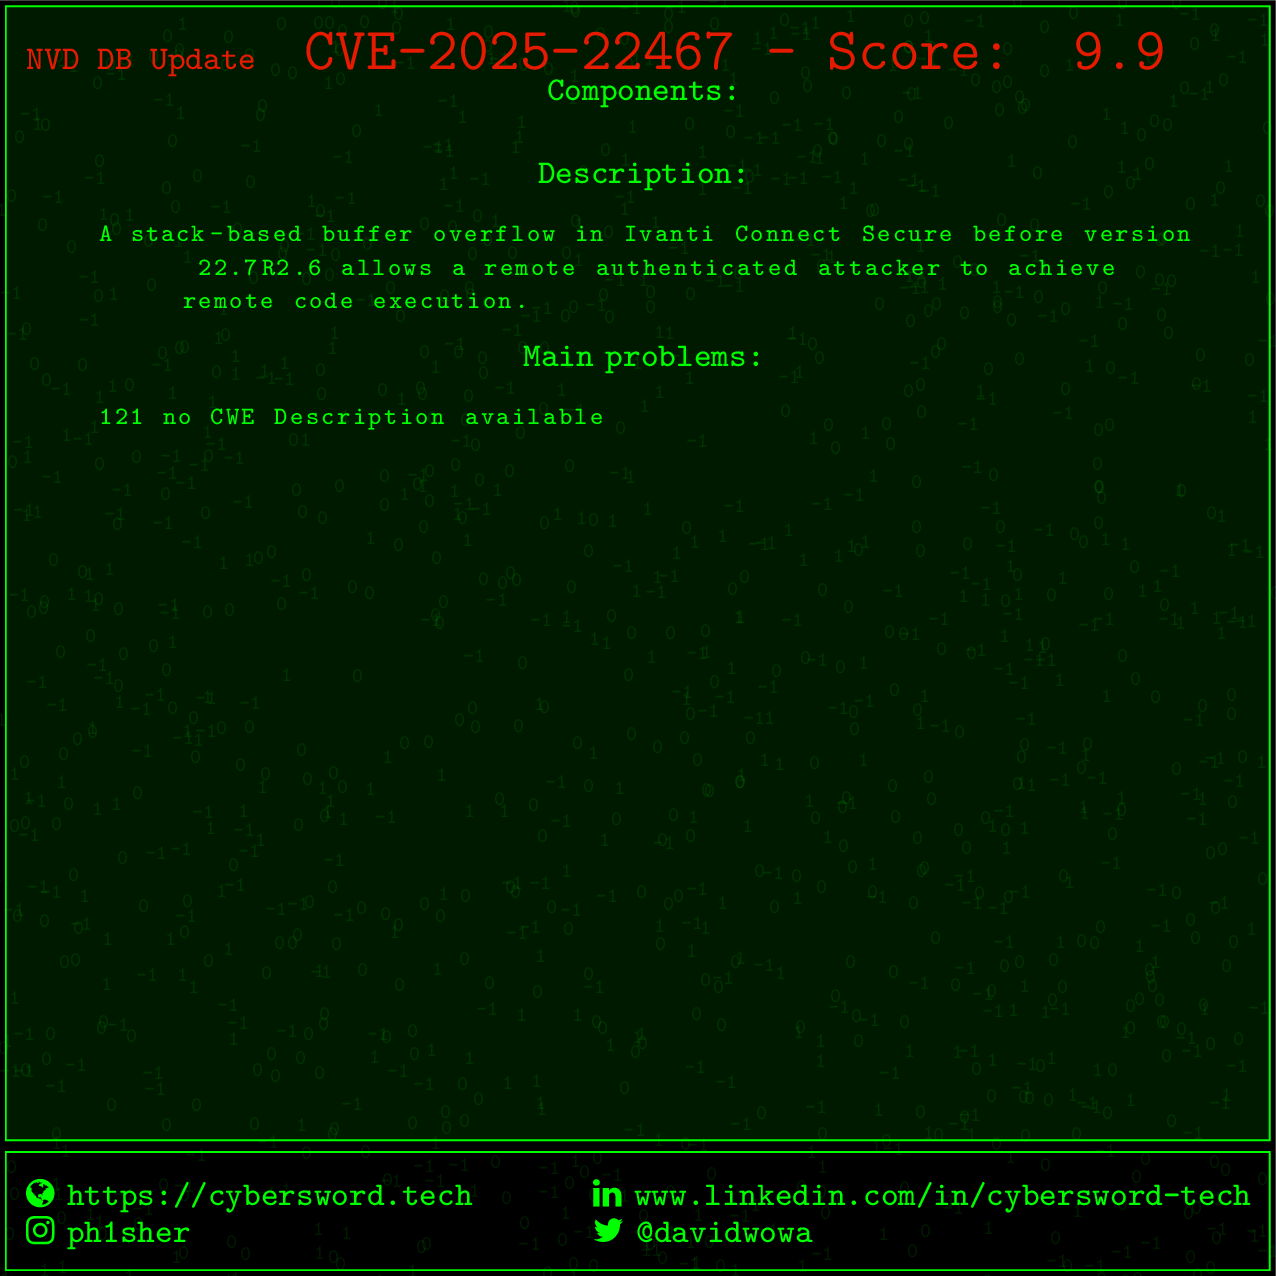 NVD DB Update CVE-2025-22467 - Score: 9.9
Components:
Description:
A stack-based buffer overflow in Ivanti Connect Secure before version
22.7R2.6 allows a remote authenticated attacker to achieve
remote code execution.
Main problems:
121 no CWE Description available
https://cybersword.tech www.linkedin.com/in/cybersword-tech
ph1sher @davidwowa